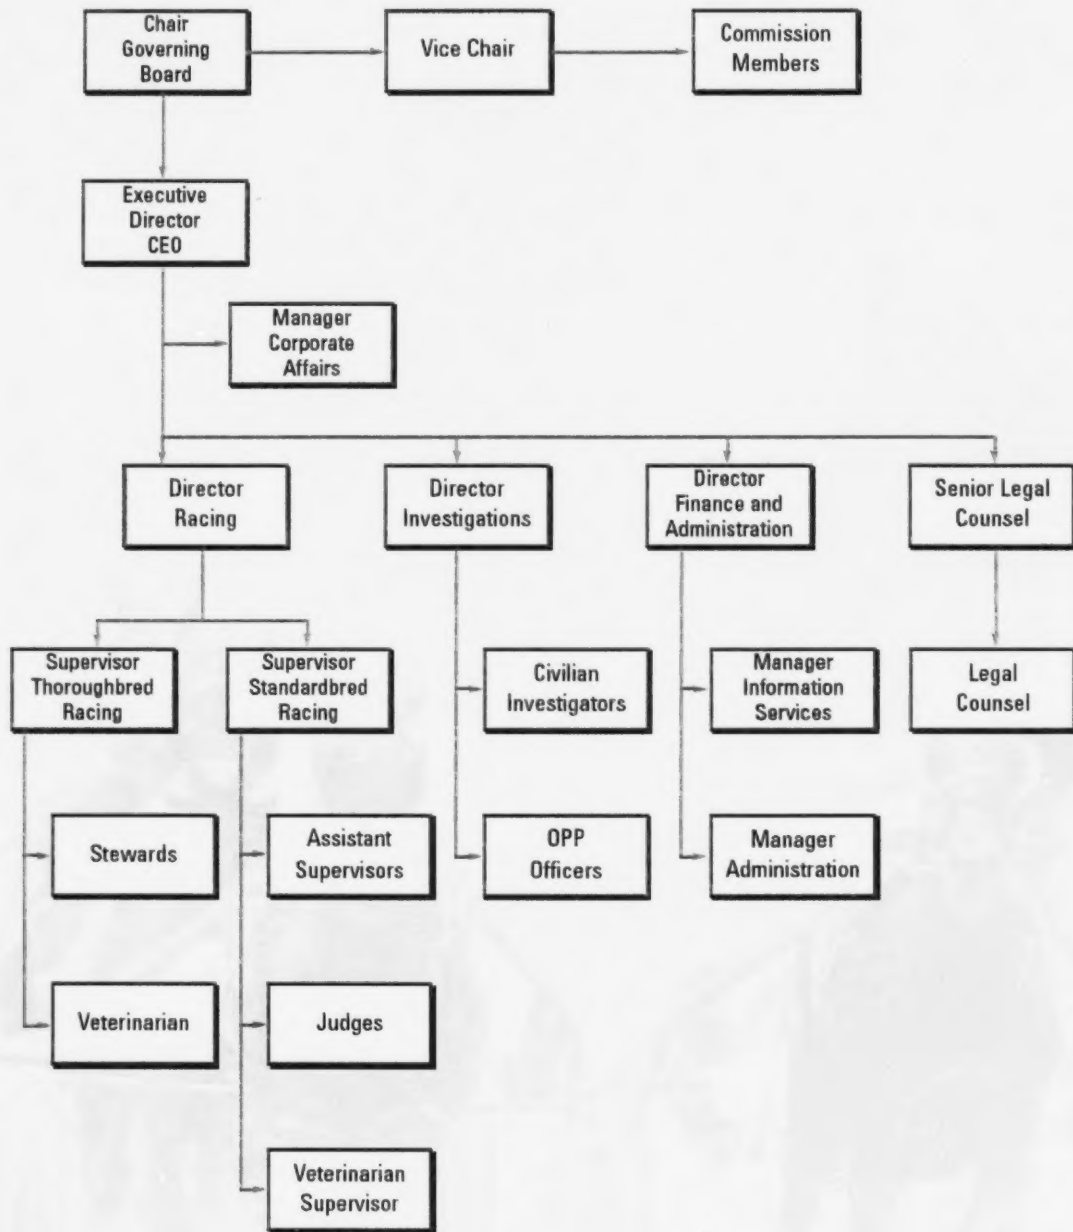 Chair
Governing
Board
Vice Chair
Commission
Members
Executive
Director
CEO
Manager
Corporate
Affairs
Director
Racing
Director
Investigations
Director
Finance and
Administration
Senior Legal
Counsel
Supervisor
Thoroughbred
Racing
Supervisor
Standardbred
Racing
Civilian
Investigators
Manager
Information
Services
Legal
Counsel
Stewards
Assistant
Supervisors
OPP
Officers
Manager
Administration
Veterinarian
Judges
Veterinarian
Supervisor